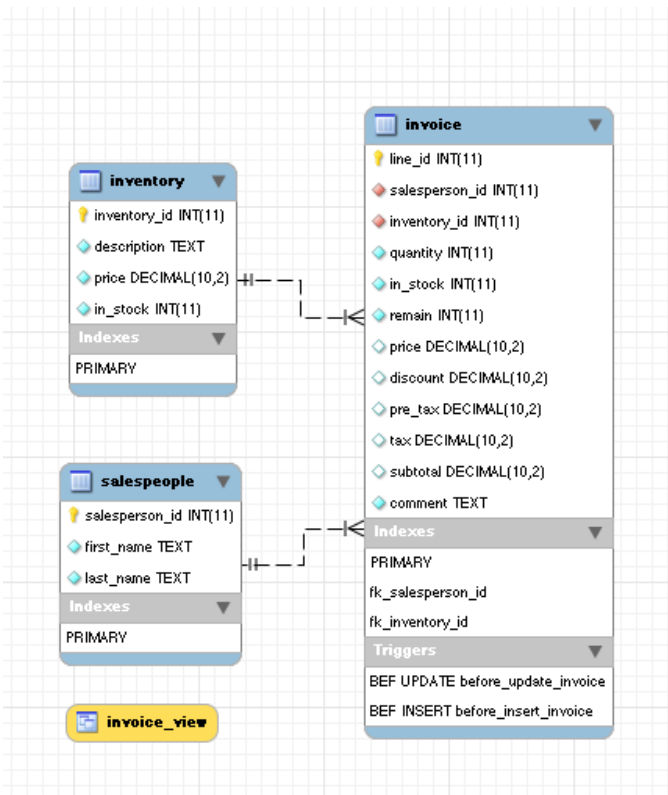 inventory
inventory_id INT(11)
description TEXT
price DECIMAL(10,2)
in_stock INT(11)
Indexes
PRIMARY
salespeople
salesperson_id INT(11)
first_name TEXT
last_name TEXT
Indexes
PRIMARY
invoice_view
invoice
line_id INT(11)
salesperson_id INT(11)
inventory_id INT(11)
quantity INT(11)
in_stock INT(11)
remain INT(11)
price DECIMAL(10,2)
discount DECIMAL(10,2)
pre_tax DECIMAL(10,2)
tax DECIMAL(10,2)
subtotal DECIMAL(10,2)
comment TEXT
Indexes
PRIMARY
fk_salesperson_id
fk_inventory_id
Triggers
BEF UPDATE before_update_invoice
BEF INSERT before_insert_invoice